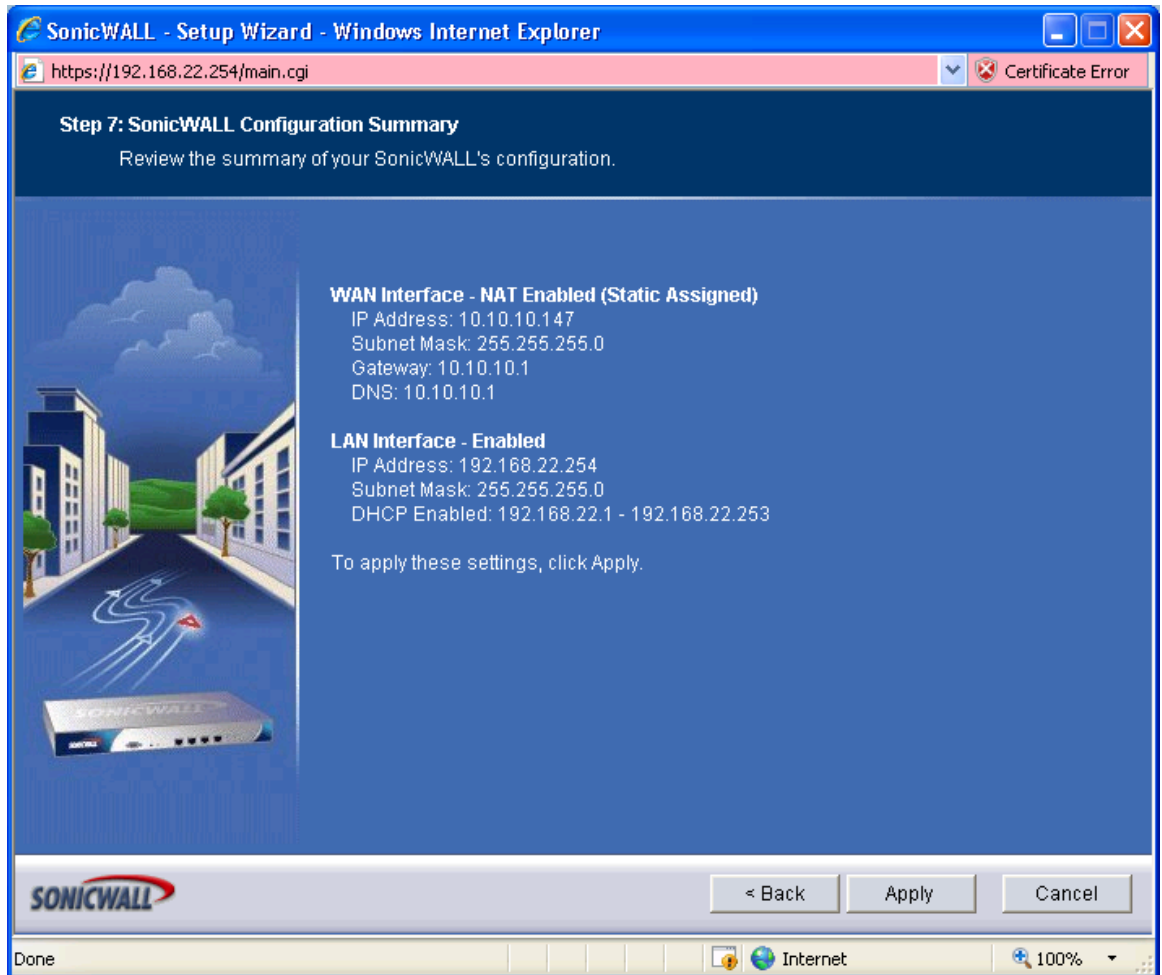 SonicWALL - Setup Wizard - Windows Internet Explorer
https://192.168.22.254/main.cgi
Certificate Error
Step 7: SonicWALL Configuration Summary
Review the summary of your SonicWALL's configuration.
WAN Interface - NAT Enabled (Static Assigned)
IP Address: 10.10.10.147
Subnet Mask: 255.255.255.0
Gateway: 10.10.10.1
DNS: 10.10.10.1
LAN Interface - Enabled
IP Address: 192.168.22.254
Subnet Mask: 255.255.255.0
DHCP Enabled: 192.168.22.1 - 192.168.22.253
To apply these settings, click Apply.
SONICWALL
SONICWALL
< Back
Apply
Cancel
Done
Internet
100%